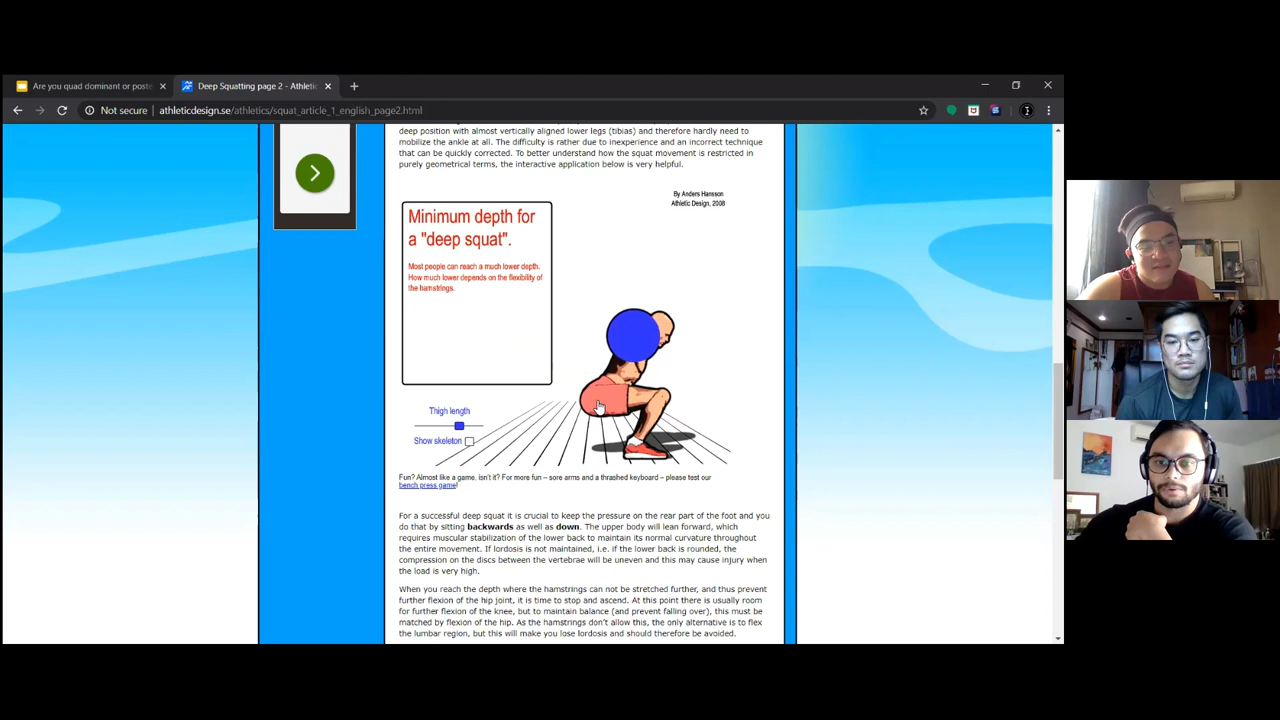 Are you quad dominant or poste
Deep Squatting page 2 - Athletic
Not secure
athleticdesign.se/athletics/squat_article_1_english_page2.html
deep position with almost vertically aligned lower legs (tibias) and therefore hardly need to
mobilize the ankle at all. The difficulty is rather due to inexperience and an incorrect technique
that can be quickly corrected. To better understand how the squat movement is restricted in
purely geometrical terms, the interactive application below is very helpful.
By Anders Hansson
Athletic Design, 2008
Minimum depth for
a "deep squat".
Most people can reach a much lower depth.
How much lower depends on the flexibility of
the hamstrings.
Thigh length
Show skeleton
Fun? Almost like a game, isn't it? For more fun – sore arms and a thrashed keyboard – please test our
bench press game!
For a successful deep squat it is crucial to keep the pressure on the rear part of the foot and you
do that by sitting backwards as well as down. The upper body will lean forward, which
requires muscular stabilization of the lower back to maintain its normal curvature throughout
the entire movement. If lordosis is not maintained, i.e. if the lower back is rounded, the
compression on the discs between the vertebrae will be uneven and this may cause injury when
the load is very high.
When you reach the depth where the hamstrings can not be stretched further, and thus prevent
further flexion of the hip joint, it is time to stop and ascend. At this point there is usually room
for further flexion of the knee, but to maintain balance (and prevent falling over), this must be
matched by flexion of the hip. As the hamstrings don't allow this, the only alternative is to flex
the lumbar region, but this will make you lose lordosis and should therefore be avoided.